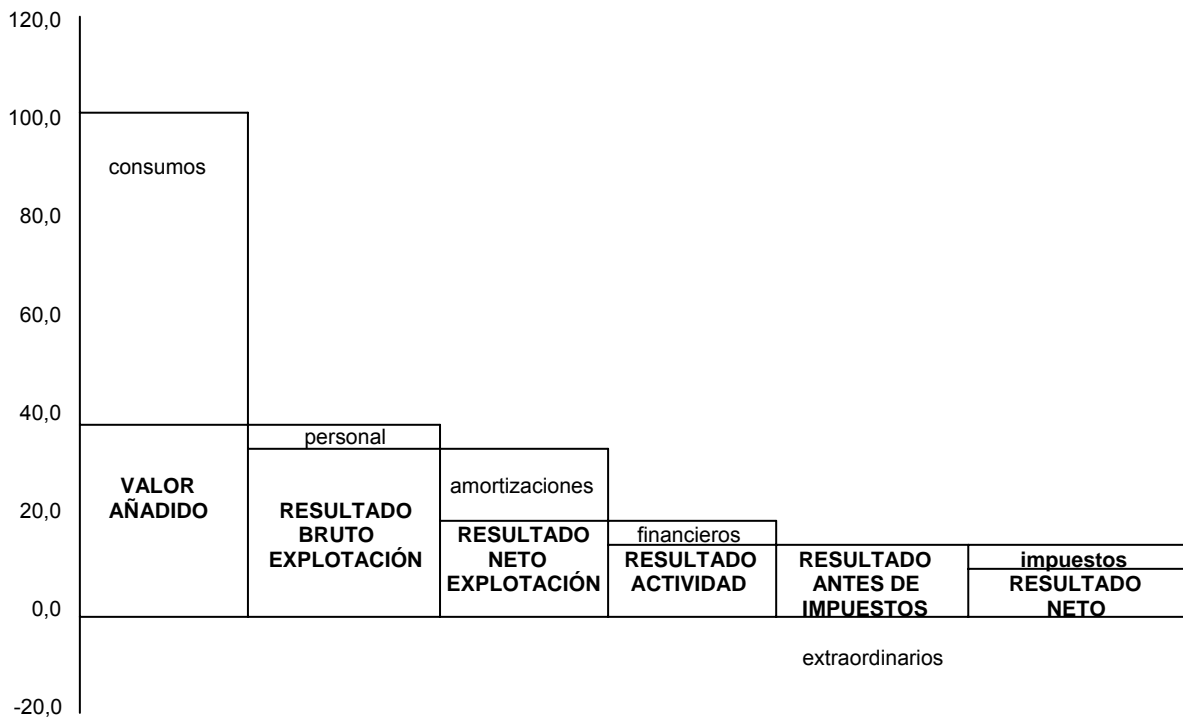 120,0
100,0
consumos
80,0
60,0
40,0
personal
VALOR
AÑADIDO
RESULTADO
BRUTO
EXPLOTACIÓN
amortizaciones
20,0
RESULTADO
NETO
EXPLOTACIÓN
financieros
RESULTADO
ACTIVIDAD
RESULTADO
ANTES DE
IMPUESTOS
impuestos
RESULTADO
NETO
0,0
extraordinarios
-20,0